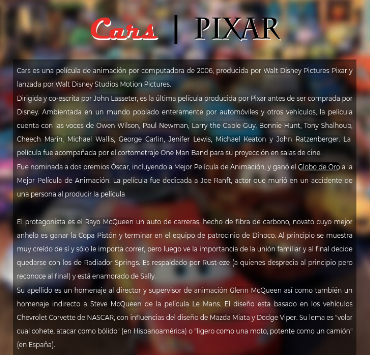 Cars | PIXAR
Cars es una película de animación por computadora de 2006, producida por Walt Disney Pictures Pixar y
lanzada por Walt Disney Studios Motion Pictures.
Dirigida y co-escrita por John Lasseter, es la última película producida por Pixar antes de ser comprada por
Disney. Ambientada en un mundo poblado enteramente por automóviles y otros vehículos, la película
cuenta con las voces de Owen Wilson, Paul Newman, Larry the Cable Guy, Bonnie Hunt, Tony Shalhoub,
Cheech Marin, Michael Wallis, George Carlin, Jenifer Lewis, Michael Keaton y John Ratzenberger. La
película fue acompañada por el cortometraje One Man Band para su proyección en salas de cine.
Fue nominada a dos premios Óscar, incluyendo a Mejor Película de Animación, y ganó el Globo de Oro a la
Mejor Película de Animación. La película fue dedicada a Joe Ranft, actor que murió en un accidente de
una persona al producir la película.
El protagonista es el Rayo McQueen un auto de carreras, hecho de fibra de carbono, novato cuyo mejor
anhelo es ganar la Copa Pistón y terminar en el equipo de patrocinio de Dinoco. Al principio se muestra
muy creído de sí y sólo le importa correr, pero luego ve la importancia de la unión familiar y al final decide
quedarse con los de Radiador Springs. Es respaldado por Rust-eze (a quienes desprecia al principio pero
reconoce al final) y está enamorado de Sally.
Su apellido es un homenaje al director y supervisor de animación Glenn McQueen así como también un
homenaje indirecto a Steve McQueen de la película Le Mans. El diseño está basado en los vehículos
Chevrolet Corvette de NASCAR, con influencias del diseño de Mazda Miata y Dodge Viper. Su lema es "volar
cual cohete, atacar como bólido" (en Hispanoamérica) o "ligero como una moto, potente como un camión"
(en España).